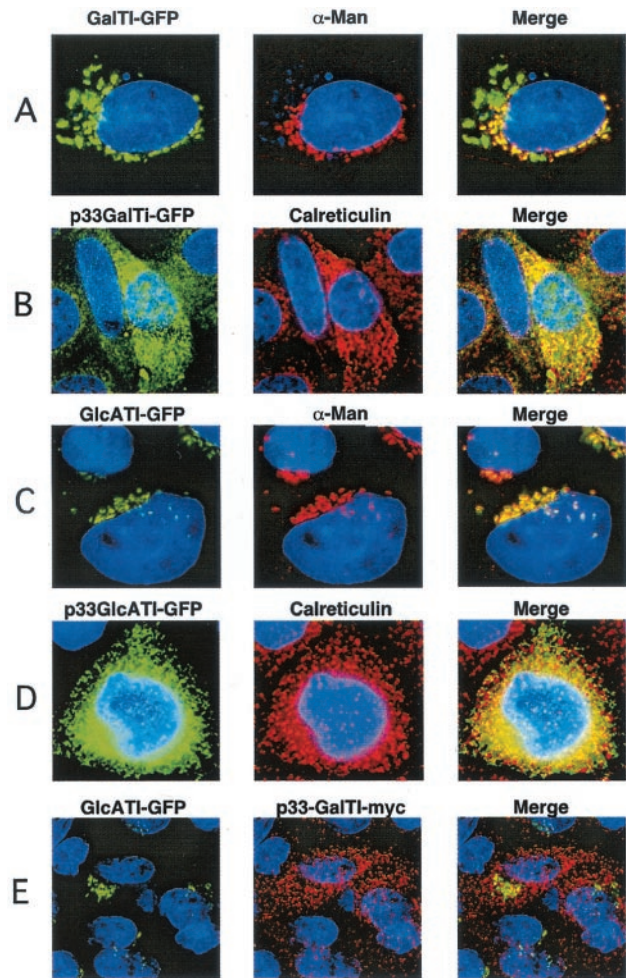 GalTI-GFP α-Man Merge
A
p33GalTi-GFP Calreticulin Merge
B
GlcATI-GFP α-Man Merge
C
p33GlcATI-GFP Calreticulin Merge
D
GlcATI-GFP p33-GalTI-myc Merge
E